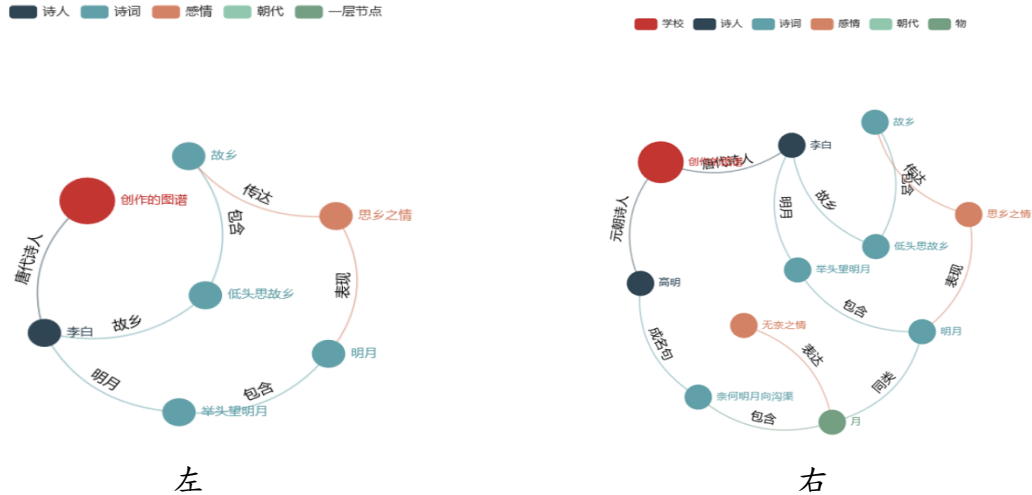 诗人 诗词 感情 朝代 一层节点
故乡
创作的图谱
传达
包含
思乡之情
唐代诗人
表现
低头思故乡
李白
故乡
明月
明月
包含
举头望明月
左
学校 诗人 诗词 感情 朝代 物
故乡
李白
唐代诗人
传达
包含
元朝诗人
明月
故乡
思乡之情
低头思故乡
举头望明月
表现
高明
包含
无奈之情
明月
成名句
表达
同类
奈何明月向沟渠
包含
月
右